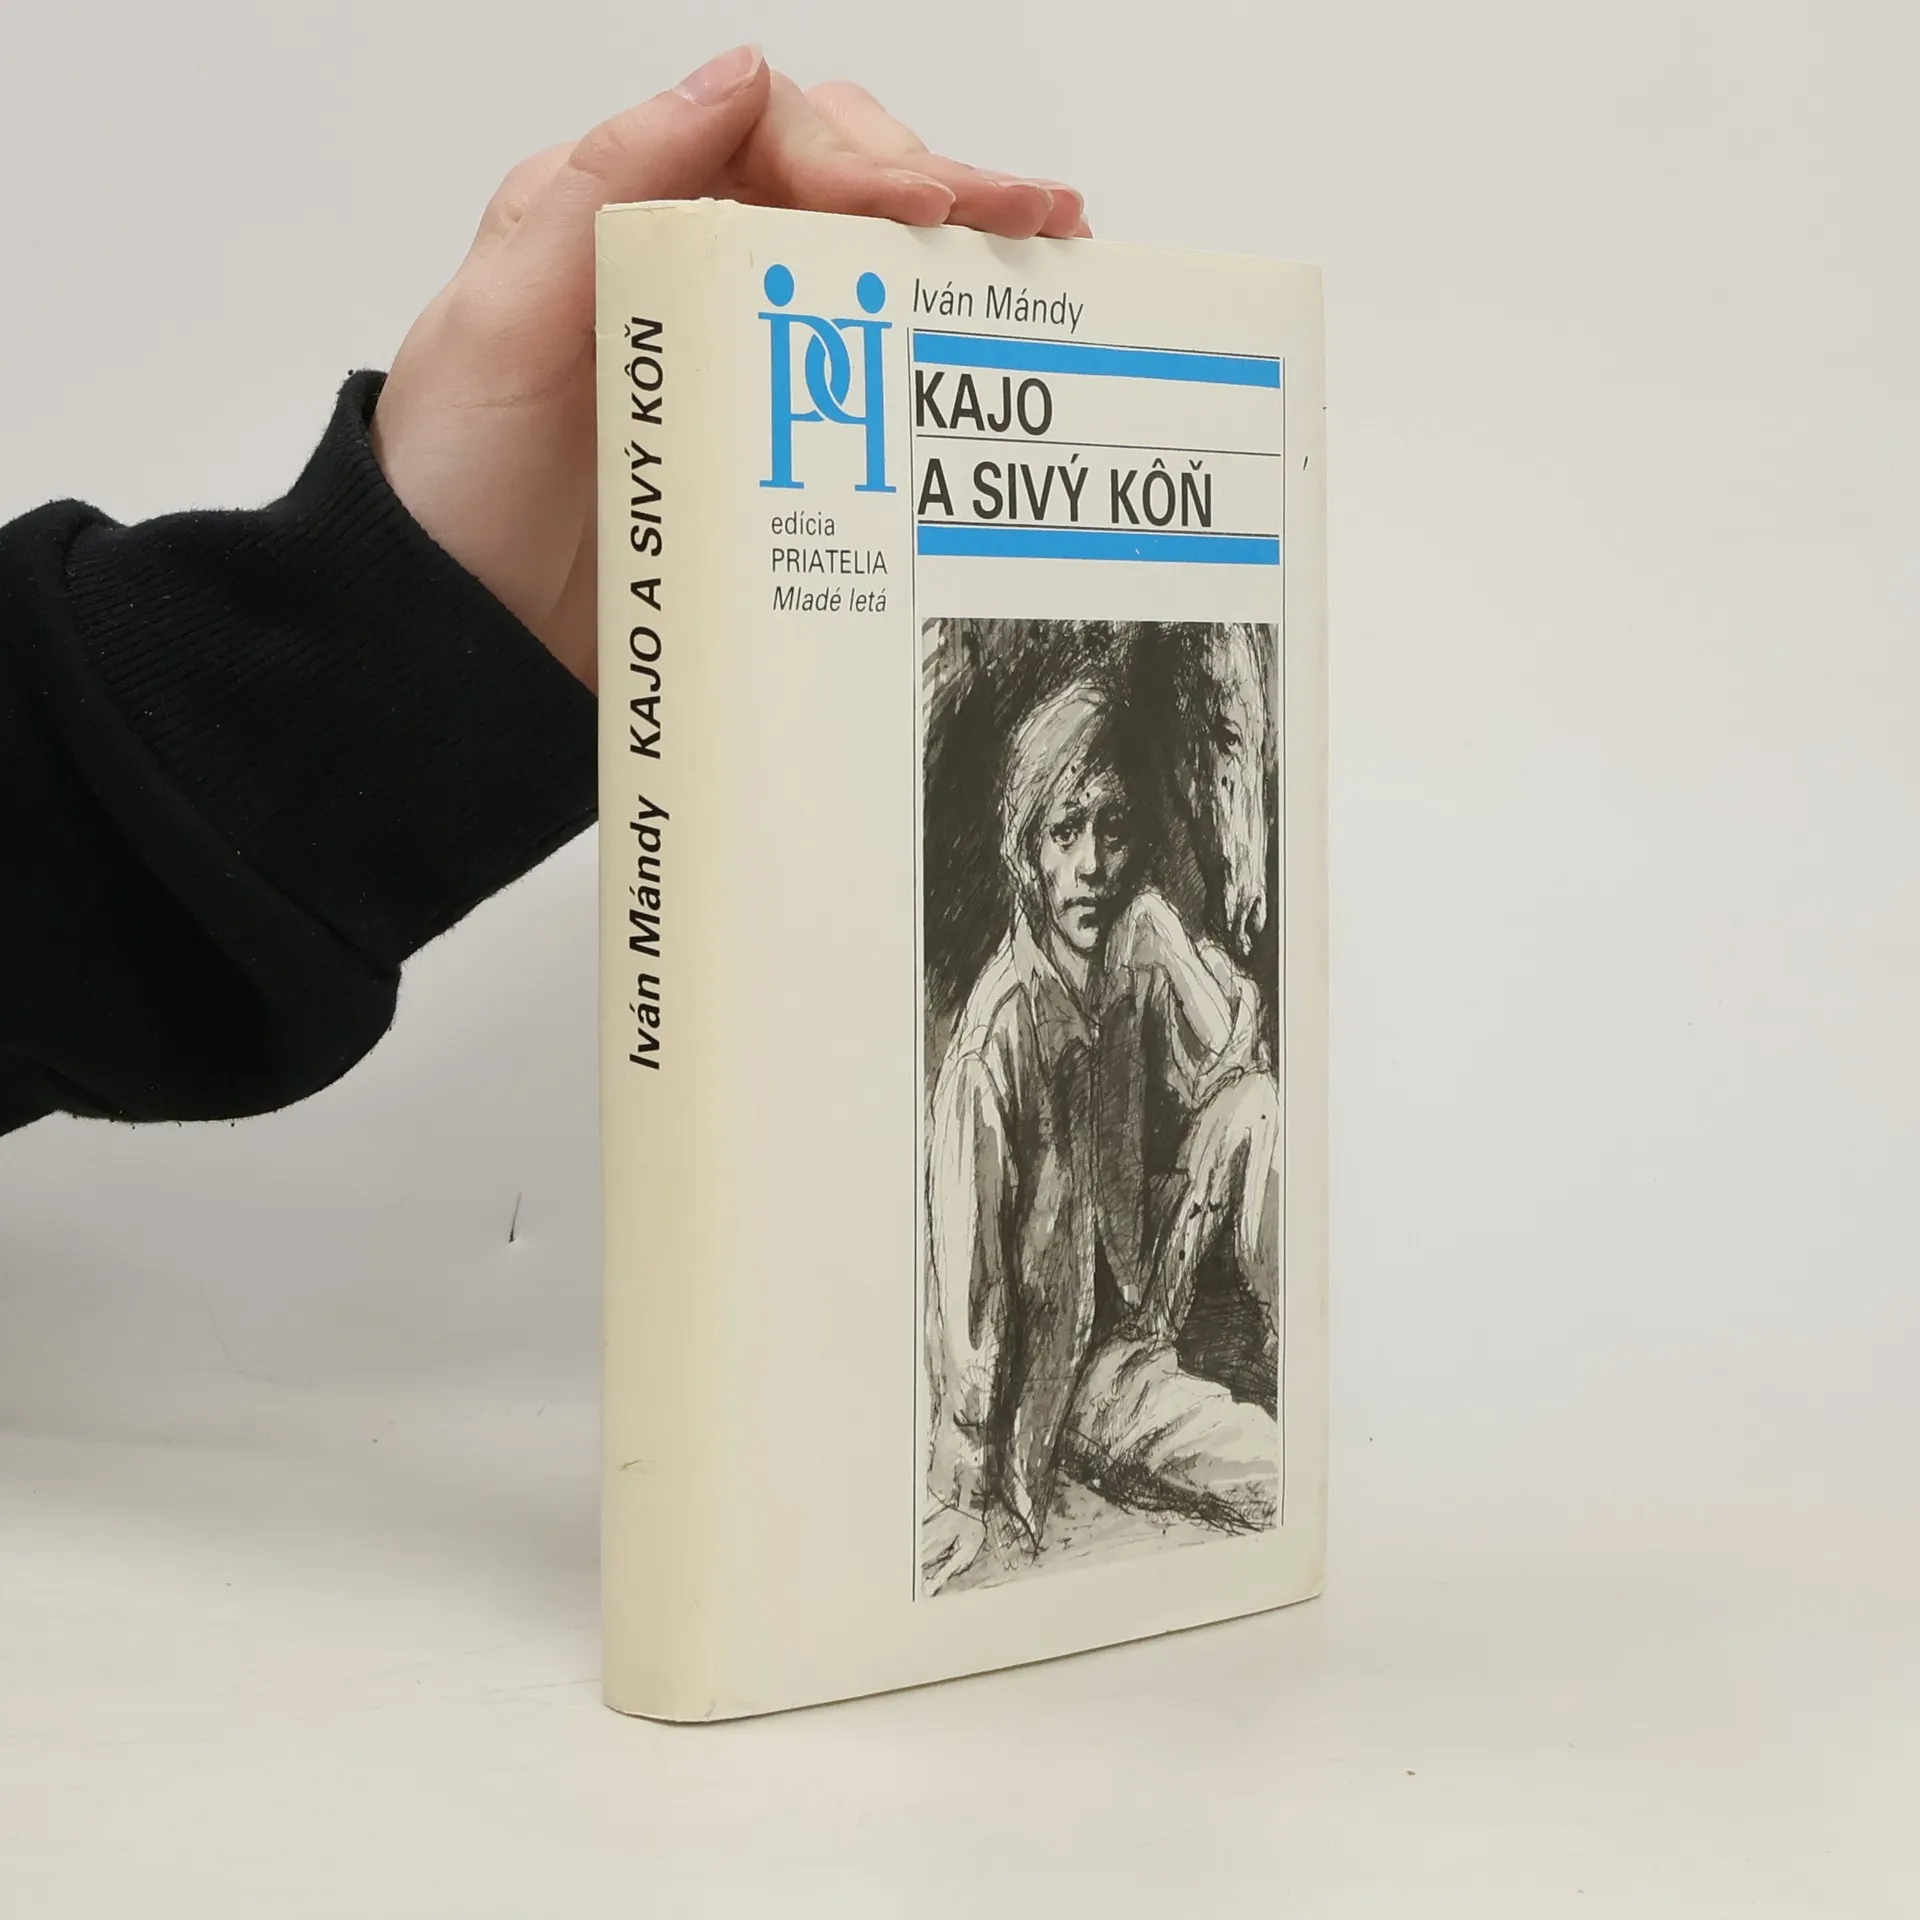 Iván Mándy KAJO A SIVÝ KÔŇ
Iván Mándy
KAJO
A SIVÝ KÔŇ
edícia
PRIATELIA
Mladé letá